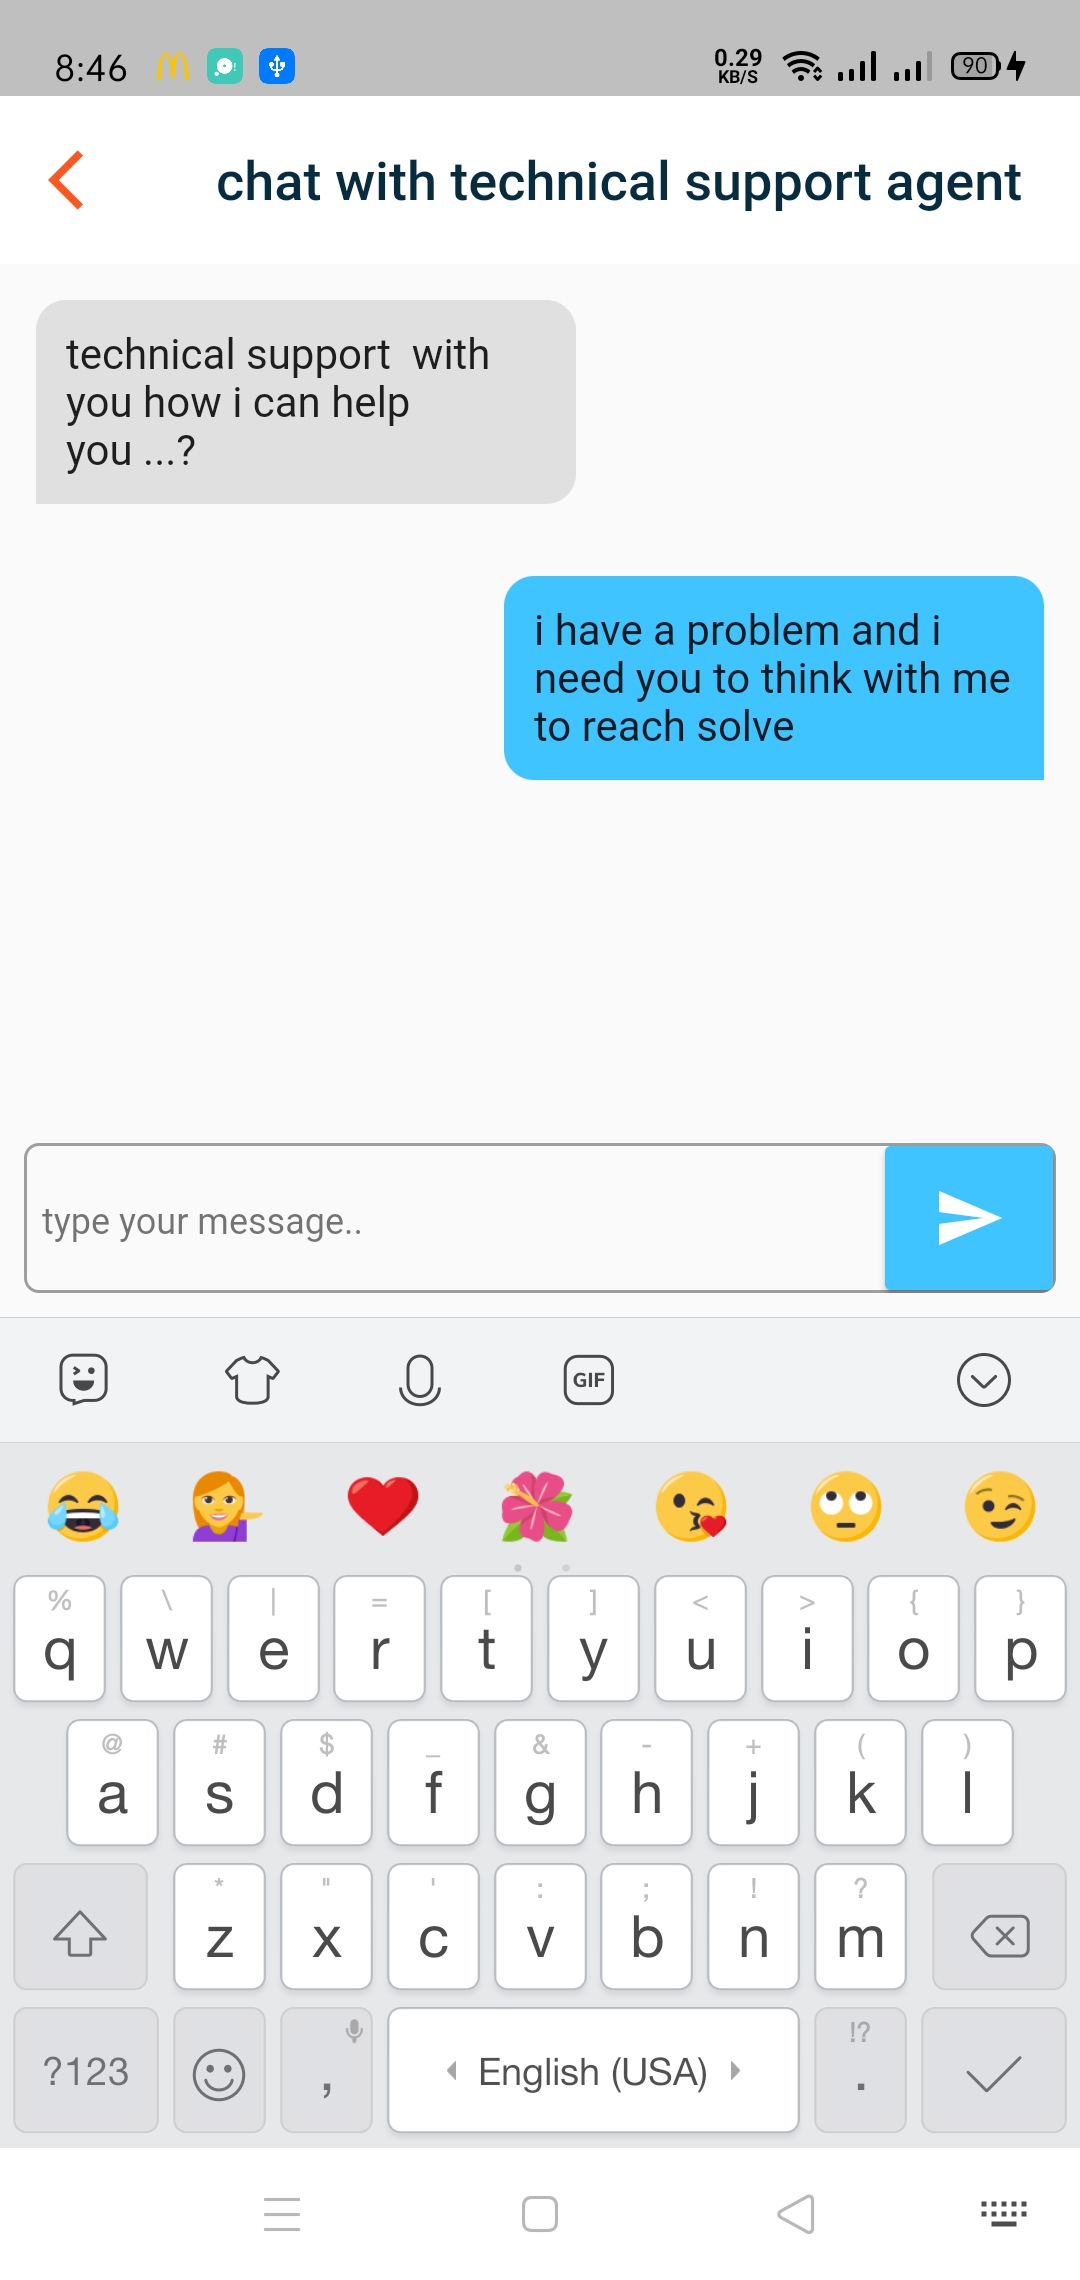 8:46
0.29
KB/S
90
chat with technical support agent
technical support  with
you how i can help
you ...?
i have a problem and i
need you to think with me
to reach solve
type your message..
GIF
% \ | = [ ] < > { }
q w e r t y u i o p
@ # $ _ & - + ( )
a s d f g h j k l
* " ' : ; ! ?
z x c v b n m
!?
?123 , English (USA) .